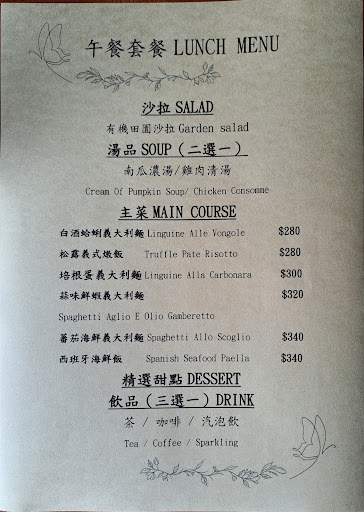 午餐套餐 LUNCH MENU
沙拉 SALAD
有機田園沙拉 Garden salad
湯品 SOUP（二選一）
南瓜濃湯/雞肉清湯
Cream Of Pumpkin Soup/ Chicken Consommé
主菜 MAIN COURSE
白酒蛤蜊義大利麵 Linguine Alle Vongole $280
松露義式燉飯 Truffle Pate Risotto $280
培根蛋義大利麵 Linguine Alla Carbonara $300
蒜味鮮蝦義大利麵 $320
Spaghetti Aglio E Olio Gamberetto
蕃茄海鮮義大利麵 Spaghetti Allo Scoglio $340
西班牙海鮮飯 Spanish Seafood Paella $340
精選甜點 DESSERT
飲品（三選一）DRINK
茶 / 咖啡 / 汽泡飲
Tea / Coffee / Sparkling